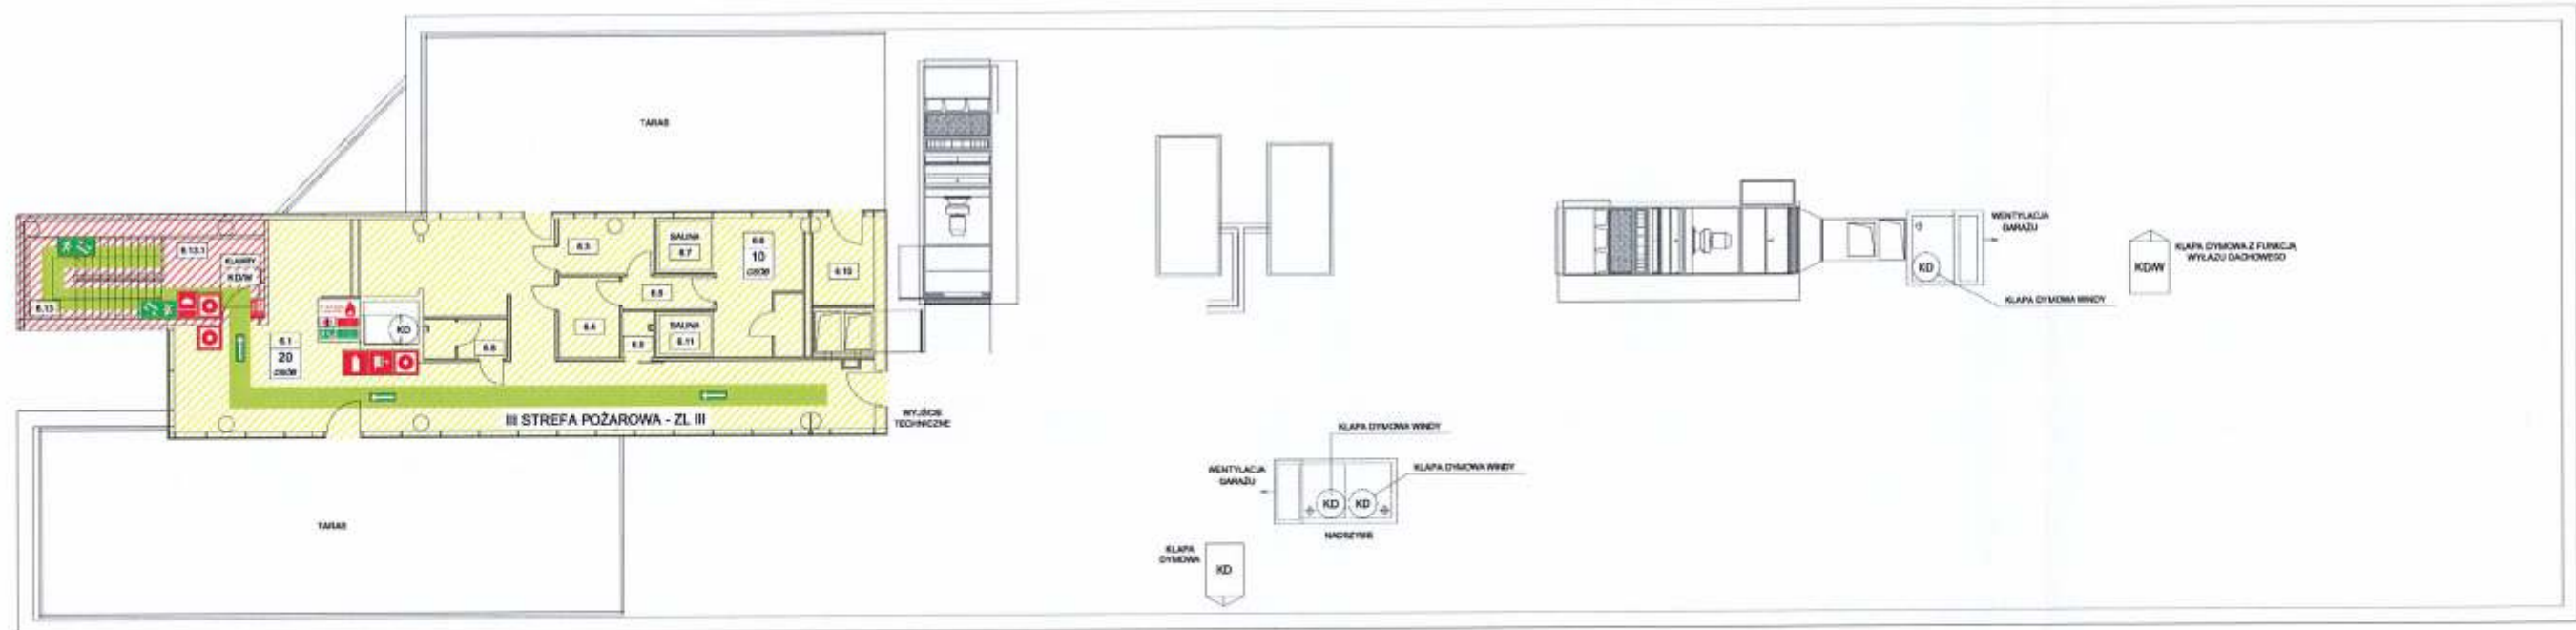 TARAS
6.13.1
KLAWISY
KD/W
6.13
6.1
20
osób
KD
6.3
SAUNA
6.7
6.6
10
osób
6.10
6.5
6.4
SAUNA
6.11
6.9
6.8
III STREFA POŻAROWA - ZL III
WYJŚCIE
TECHNICZNE
TARAS
WENTYLACJA
GARAŻU
KD
KLAPA DYMOWA WINDY
KD/W
KLAPA DYMOWA Z FUNKCJĄ
WYŁAZU DACHOWEGO
KLAPA DYMOWA WINDY
WENTYLACJA
GARAŻU
KLAPA DYMOWA WINDY
KD
KD
NADSZYBIE
KLAPA
DYMOWA
KD